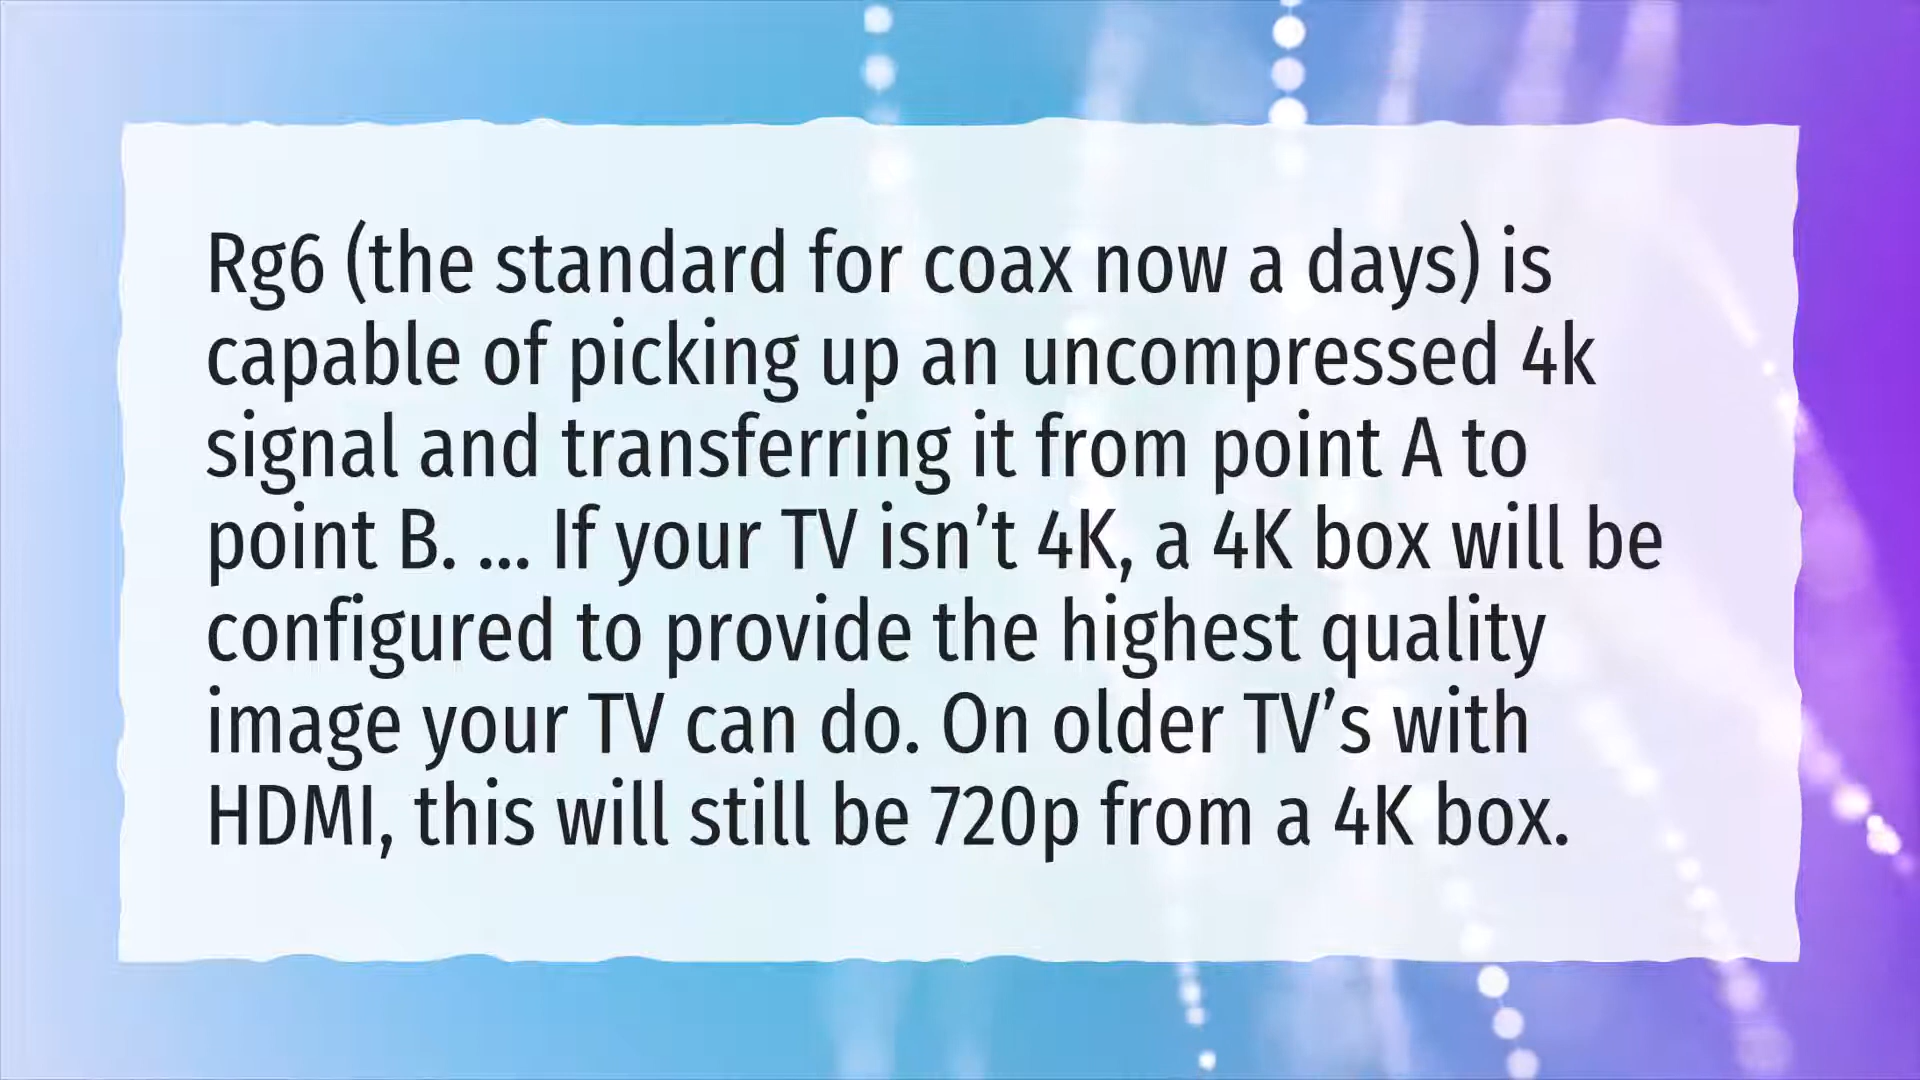 Rg6 (the standard for coax now a days) is
capable of picking up an uncompressed 4k
signal and transferring it from point A to
point B. ... If your TV isn’t 4K, a 4K box will be
configured to provide the highest quality
image your TV can do. On older TV’s with
HDMI, this will still be 720p from a 4K box.